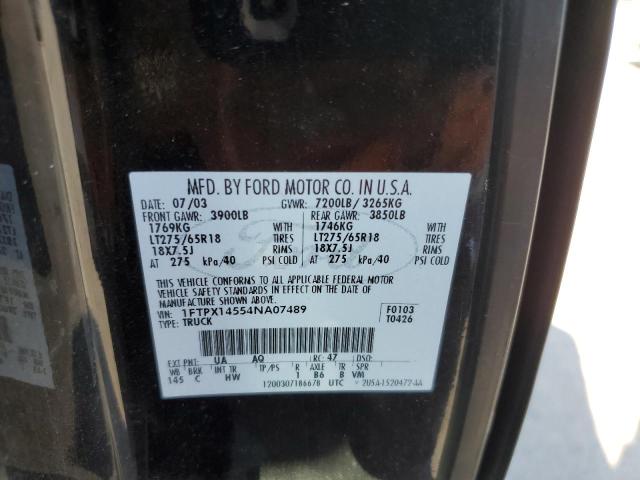 MFD. BY FORD MOTOR CO. IN U.S.A.
DATE: 07/03 GVWR: 7200LB/ 3265KG
FRONT GAWR: 3900LB REAR GAWR: 3850LB
1769KG WITH 1746KG WITH
LT275/65R18 TIRES LT275/65R18 TIRES
18X7.5J RIMS 18X7.5J RIMS
AT 275 kPa/40 PSI COLD AT 275 kPa/40 PSI COLD
THIS VEHICLE CONFORMS TO ALL APPLICABLE FEDERAL MOTOR
VEHICLE SAFETY STANDARDS IN EFFECT ON THE DATE OF
MANUFACTURE SHOWN ABOVE.
VIN: 1FTPX14554NA07489 F0103
TYPE: TRUCK T0426
EXT PNT: UA AQ RC: 47 DSO:
WB BRK INT TR TP/PS R AXLE TR SPR
145 C HW 1 B6 B VM
1200307186678 UTC 2U5A-1520472-AA